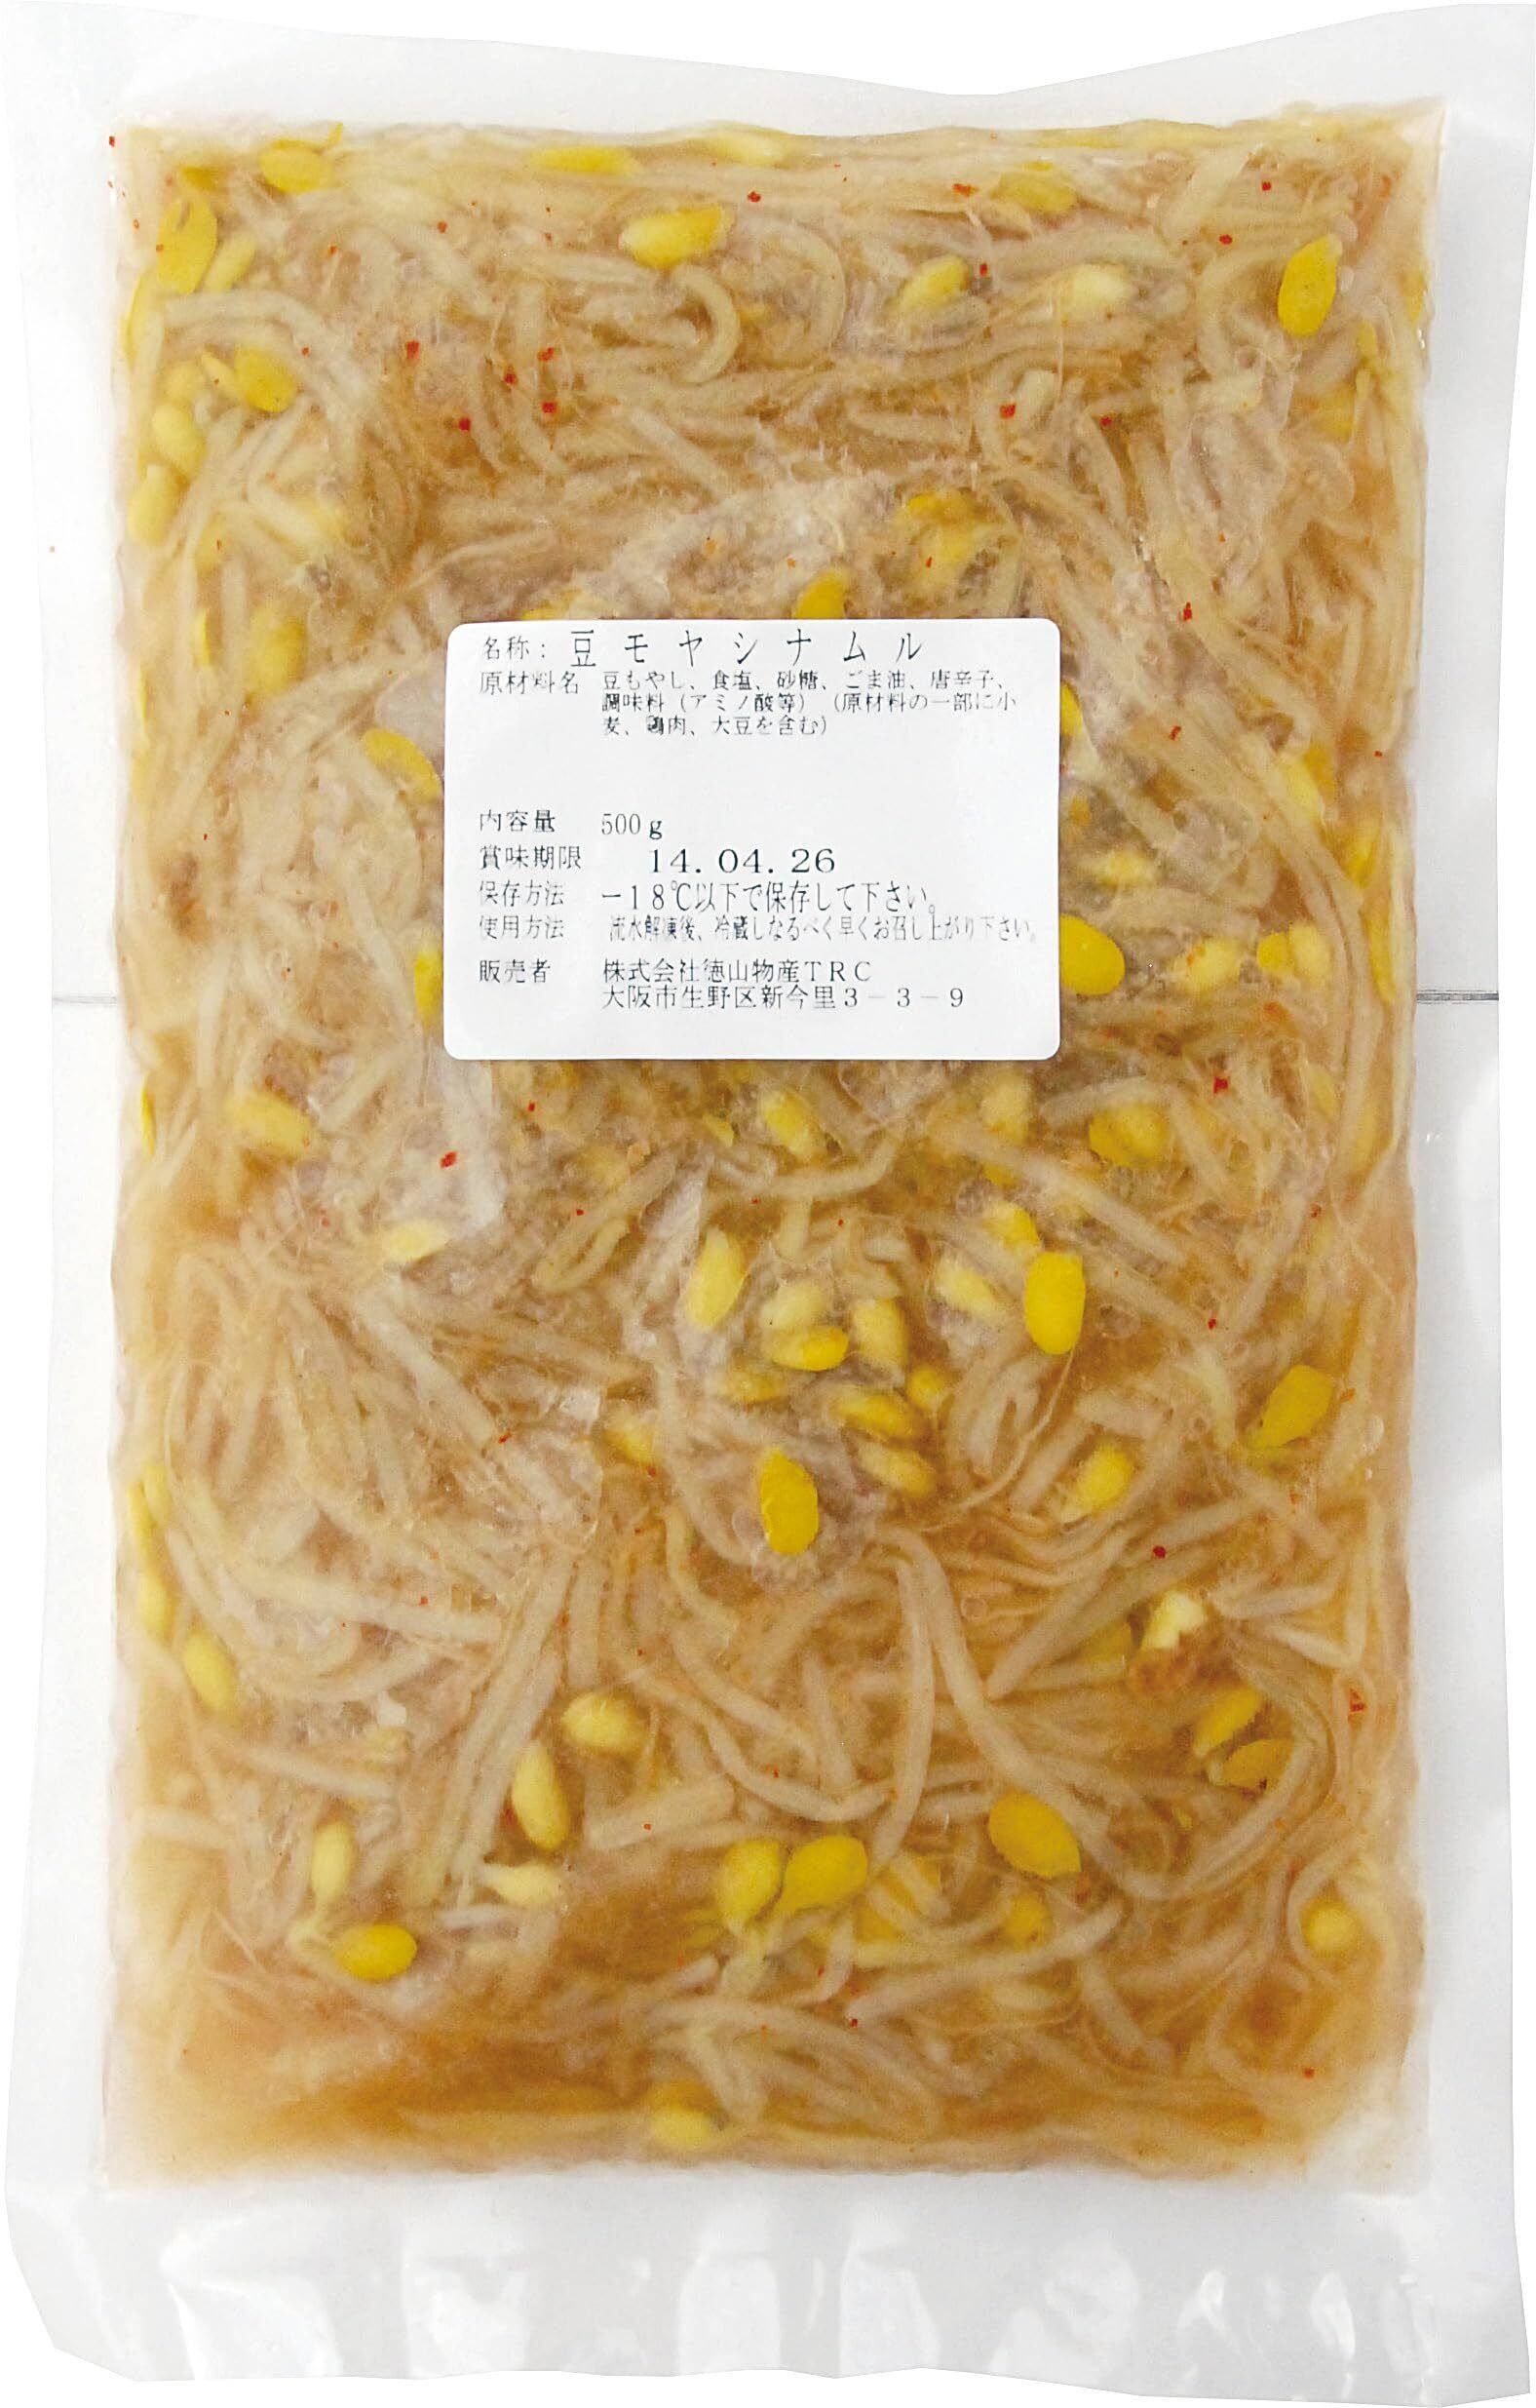 名称：豆モヤシナムル
原材料名 豆もやし、食塩、砂糖、ごま油、唐辛子、
調味料（アミノ酸等）（原材料の一部に小
麦、鶏肉、大豆を含む）
内容量 500g
賞味期限 14.04.26
保存方法 −18℃以下で保存して下さい。
使用方法 流水解凍後、冷蔵しなるべく早くお召し上がり下さい。
販売者 株式会社徳山物産TRC
大阪市生野区新今里3−3−9